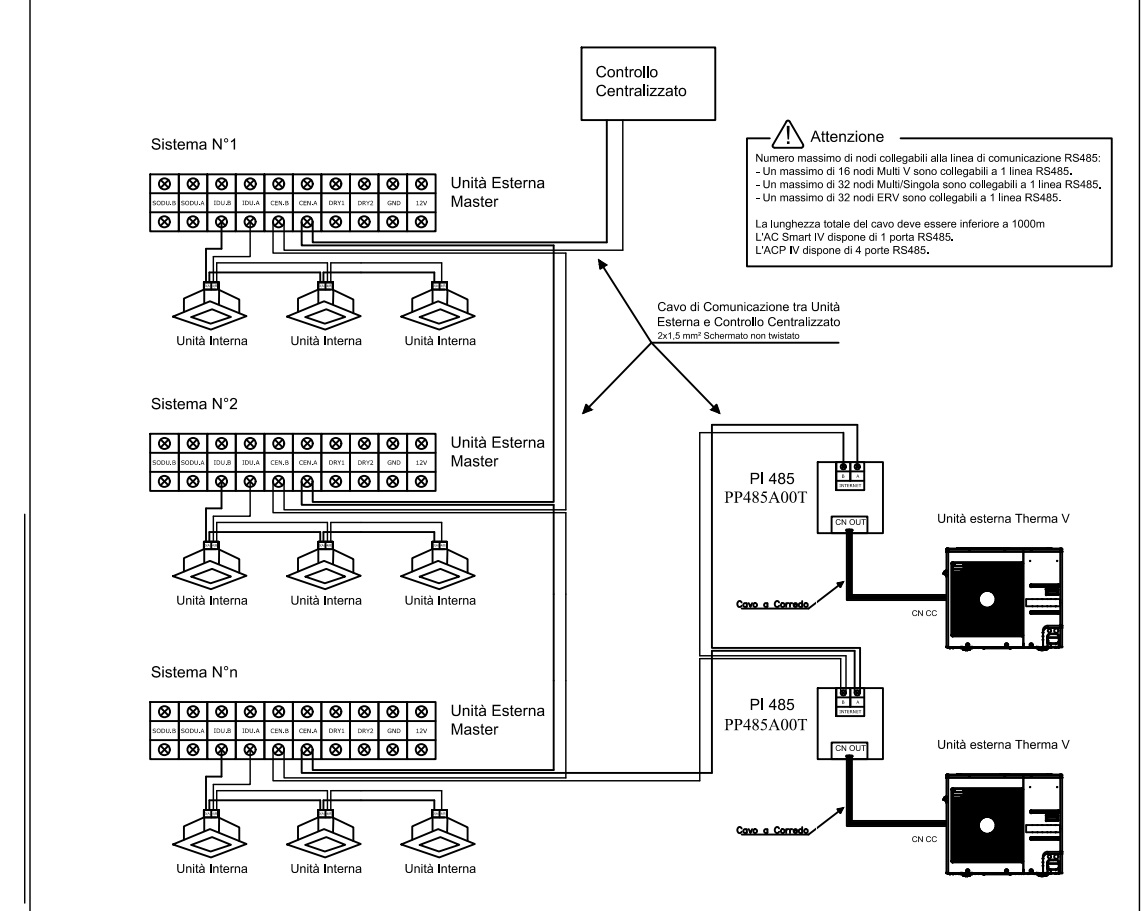 Controllo
Centralizzato
Attenzione
Numero massimo di nodi collegabili alla linea di comunicazione RS485:
- Un massimo di 16 nodi Multi V sono collegabili a 1 linea RS485.
- Un massimo di 32 nodi Multi/Singola sono collegabili a 1 linea RS485.
- Un massimo di 32 nodi ERV sono collegabili a 1 linea RS485.
La lunghezza totale del cavo deve essere inferiore a 1000m
L'AC Smart IV dispone di 1 porta RS485.
L'ACP IV dispone di 4 porte RS485.
Sistema N°1
SODU.B SODU.A IDU.B IDU.A CEN.B CEN.A DRY1 DRY2 GND 12V
Unità Esterna
Master
Unità Interna Unità Interna Unità Interna
Cavo di Comunicazione tra Unità
Esterna e Controllo Centralizzato
2x1,5 mm² Schermato non twistato
Sistema N°2
SODU.B SODU.A IDU.B IDU.A CEN.B CEN.A DRY1 DRY2 GND 12V
Unità Esterna
Master
Unità Interna Unità Interna Unità Interna
PI 485
PP485A00T
B A
INTERNET
CN OUT
Unità esterna Therma V
Cavo a Corredo
CN CC
Sistema N°n
SODU.B SODU.A IDU.B IDU.A CEN.B CEN.A DRY1 DRY2 GND 12V
Unità Esterna
Master
Unità Interna Unità Interna Unità Interna
PI 485
PP485A00T
B A
INTERNET
CN OUT
Unità esterna Therma V
Cavo a Corredo
CN CC